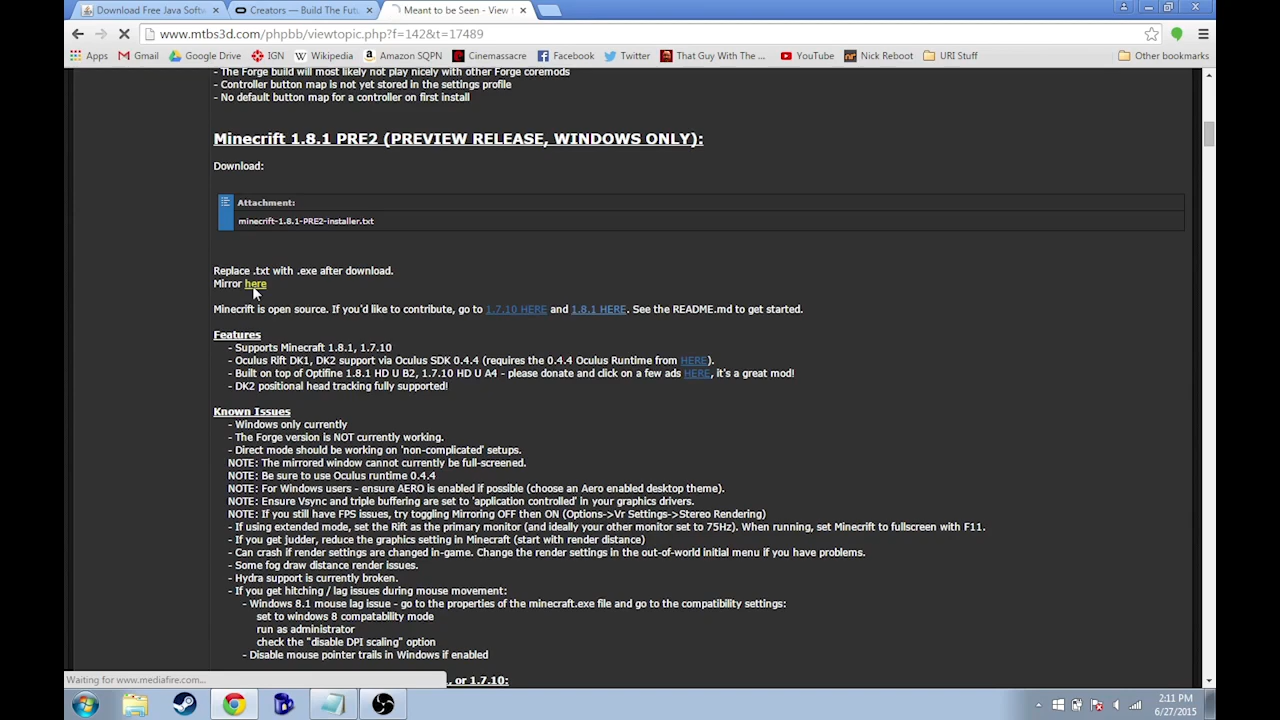 Download Free Java Softw
Creators — Build The Futu
Meant to be Seen - View t
www.mtbs3d.com/phpbb/viewtopic.php?f=142&t=17489
Apps
Gmail
Google Drive
IGN
Wikipedia
Amazon SQPN
Cinemassacre
Facebook
Twitter
That Guy With The ...
YouTube
Nick Reboot
URI Stuff
Other bookmarks
- The Forge build will most likely not play nicely with other Forge coremods
- Controller button map is not yet stored in the settings profile
- No default button map for a controller on first install
Minecrift 1.8.1 PRE2 (PREVIEW RELEASE, WINDOWS ONLY):
Download:
Attachment:
minecrift-1.8.1-PRE2-installer.txt
Replace .txt with .exe after download.
Mirror here
Minecrift is open source. If you'd like to contribute, go to 1.7.10 HERE and 1.8.1 HERE. See the README.md to get started.
Features
- Supports Minecraft 1.8.1, 1.7.10
- Oculus Rift DK1, DK2 support via Oculus SDK 0.4.4 (requires the 0.4.4 Oculus Runtime from HERE).
- Built on top of Optifine 1.8.1 HD U B2, 1.7.10 HD U A4 - please donate and click on a few ads HERE, it's a great mod!
- DK2 positional head tracking fully supported!
Known Issues
- Windows only currently
- The Forge version is NOT currently working.
- Direct mode should be working on 'non-complicated' setups.
NOTE: The mirrored window cannot currently be full-screened.
NOTE: Be sure to use Oculus runtime 0.4.4
NOTE: For Windows users - ensure AERO is enabled if possible (choose an Aero enabled desktop theme).
NOTE: Ensure Vsync and triple buffering are set to 'application controlled' in your graphics drivers.
NOTE: If you still have FPS issues, try toggling Mirroring OFF then ON (Options->Vr Settings->Stereo Rendering)
- If using extended mode, set the Rift as the primary monitor (and ideally your other monitor set to 75Hz). When running, set Minecrift to fullscreen with F11.
- If you get judder, reduce the graphics setting in Minecraft (start with render distance)
- Can crash if render settings are changed in-game. Change the render settings in the out-of-world initial menu if you have problems.
- Some fog draw distance render issues.
- Hydra support is currently broken.
- If you get hitching / lag issues during mouse movement:
- Windows 8.1 mouse lag issue - go to the properties of the minecraft.exe file and go to the compatibility settings:
set to windows 8 compatability mode
run as administrator
check the "disable DPI scaling" option
- Disable mouse pointer trails in Windows if enabled
, or 1.7.10:
Waiting for www.mediafire.com...
2:11 PM
6/27/2015